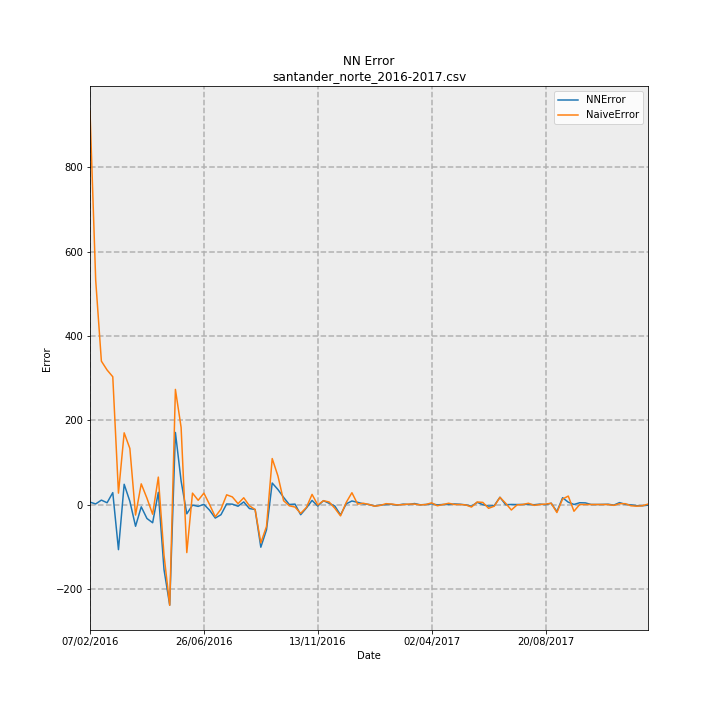 NN Error
santander_norte_2016-2017.csv
NNError
NaiveError
800
600
400
200
0
−200
Error
07/02/2016
26/06/2016
13/11/2016
02/04/2017
20/08/2017
Date